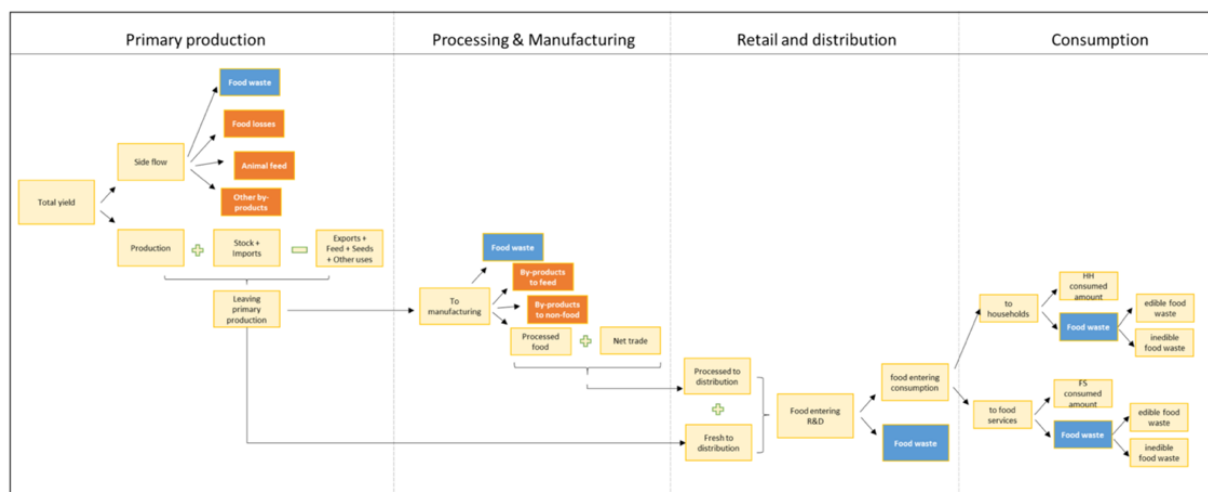 Primary production
Processing & Manufacturing
Retail and distribution
Consumption
Food waste
Food losses
Side flow
Animal feed
Other by-
products
Total yield
Production
Stock +
Imports
Exports +
Feed + Seeds
+ Other uses
Leaving
primary
production
Food waste
By-products
to feed
To
manufacturing
By-products
to non-food
Processed
food
Net trade
Processed to
distribution
Fresh to
distribution
Food entering
R&D
food entering
consumption
Food waste
to
households
HH
consumed
amount
Food waste
edible food
waste
inedible
food waste
to food
services
FS
consumed
amount
Food waste
edible food
waste
inedible
food waste